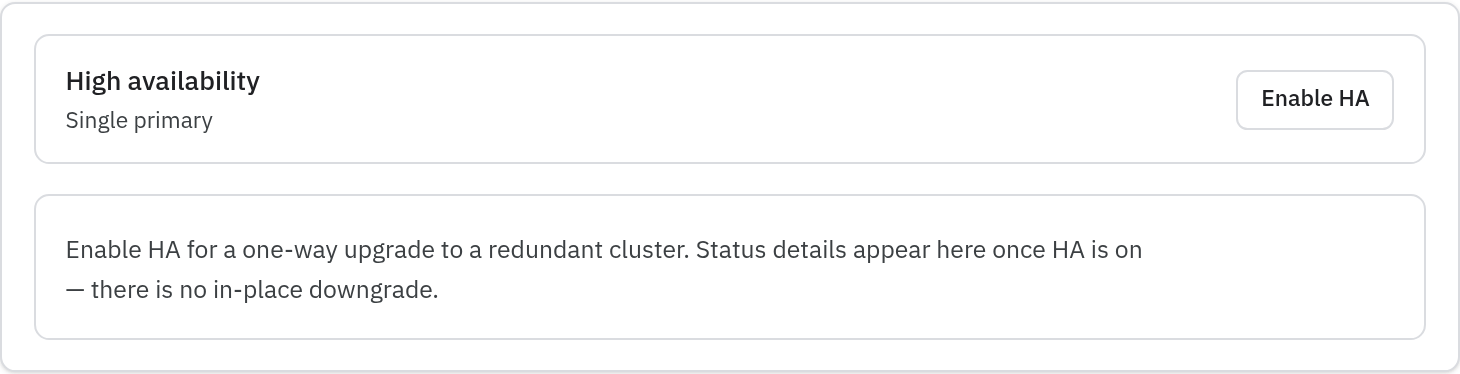 High availability
Single primary
Enable HA
Enable HA for a one-way upgrade to a redundant cluster. Status details appear here once HA is on
— there is no in-place downgrade.